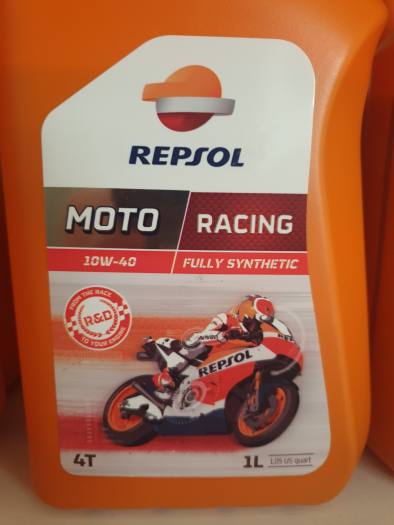 REPSOL
MOTO RACING
10W-40 FULLY SYNTHETIC
FROM THE RACE
R&D
TO YOUR ENGINE
REPSOL
4T 1L 1,05 US quart